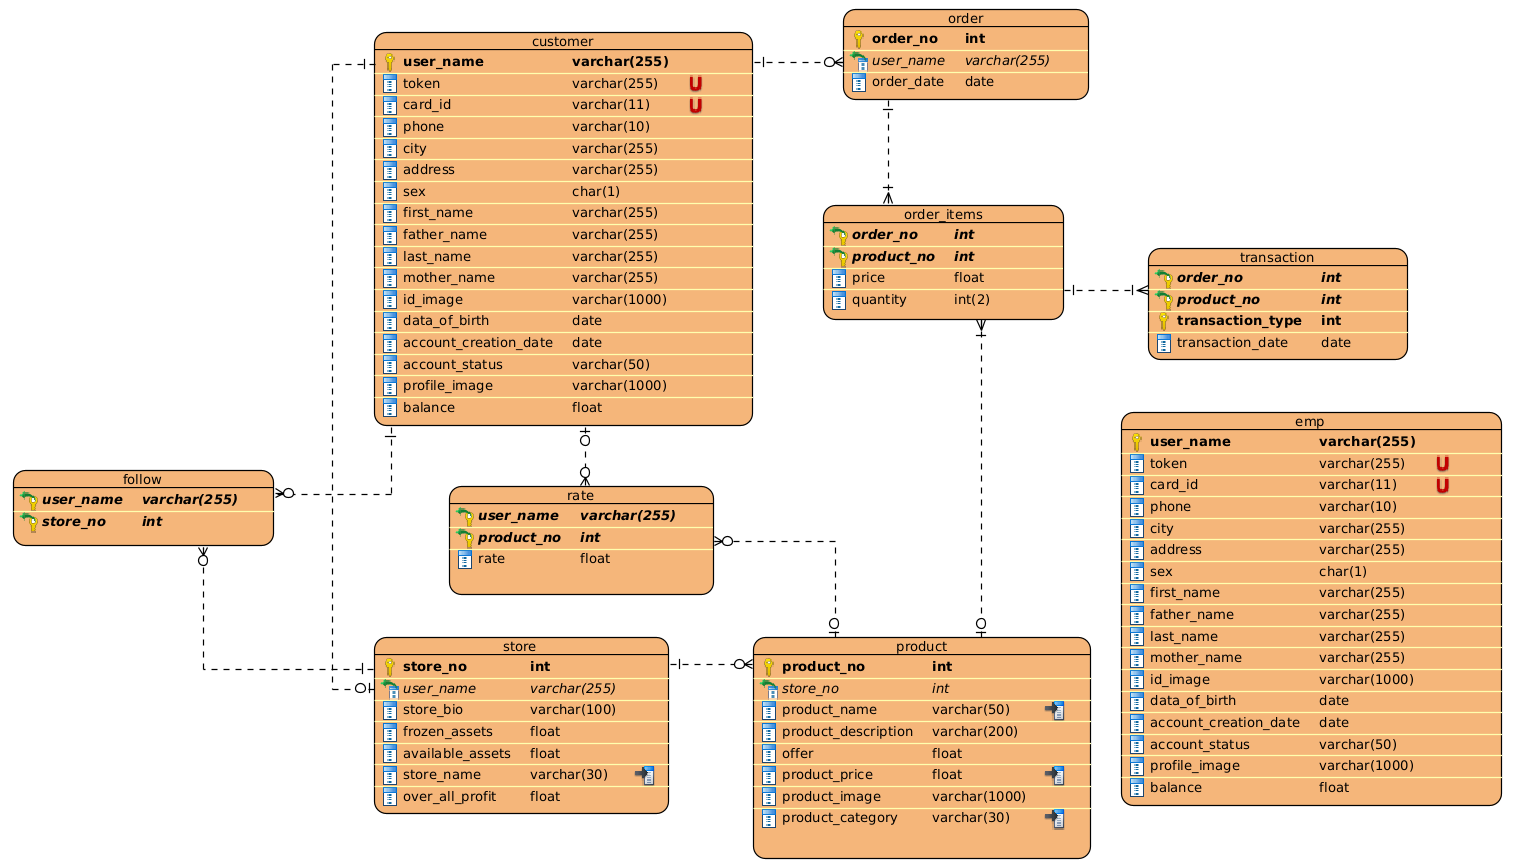 order
order_no int
user_name varchar(255)
order_date date
customer
user_name varchar(255)
token varchar(255) U
card_id varchar(11) U
phone varchar(10)
city varchar(255)
address varchar(255)
sex char(1)
first_name varchar(255)
father_name varchar(255)
last_name varchar(255)
mother_name varchar(255)
id_image varchar(1000)
data_of_birth date
account_creation_date date
account_status varchar(50)
profile_image varchar(1000)
balance float
order_items
order_no int
product_no int
price float
quantity int(2)
transaction
order_no int
product_no int
transaction_type int
transaction_date date
emp
user_name varchar(255)
token varchar(255) U
card_id varchar(11) U
phone varchar(10)
city varchar(255)
address varchar(255)
sex char(1)
first_name varchar(255)
father_name varchar(255)
last_name varchar(255)
mother_name varchar(255)
id_image varchar(1000)
data_of_birth date
account_creation_date date
account_status varchar(50)
profile_image varchar(1000)
balance float
follow
user_name varchar(255)
store_no int
rate
user_name varchar(255)
product_no int
rate float
store
store_no int
user_name varchar(255)
store_bio varchar(100)
frozen_assets float
available_assets float
store_name varchar(30)
over_all_profit float
product
product_no int
store_no int
product_name varchar(50)
product_description varchar(200)
offer float
product_price float
product_image varchar(1000)
product_category varchar(30)